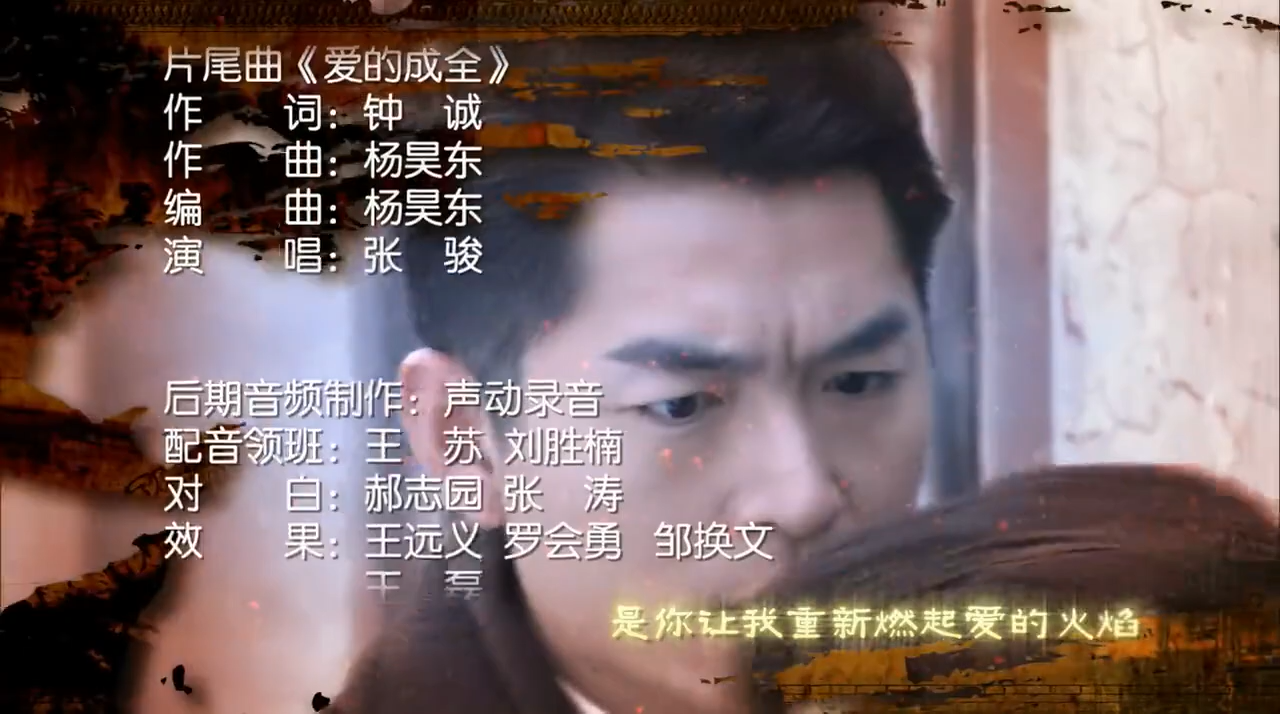 片尾曲《爱的成全》
作 词：钟 诚
作 曲：杨昊东
编 曲：杨昊东
演 唱：张 骏
后期音频制作：声动录音
配音领班：王 苏 刘胜楠
对 白：郝志园 张 涛
效 果：王远义 罗会勇 邹换文
王 磊
是你让我重新燃起爱的火焰